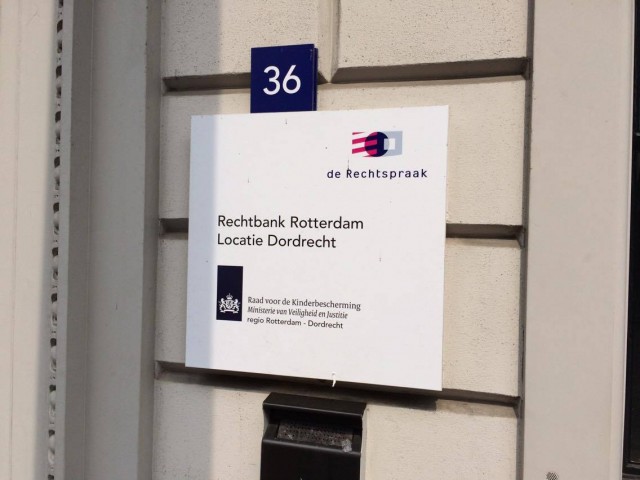 36
de Rechtspraak
Rechtbank Rotterdam
Locatie Dordrecht
Raad voor de Kinderbescherming
Ministerie van Veiligheid en Justitie
regio Rotterdam - Dordrecht